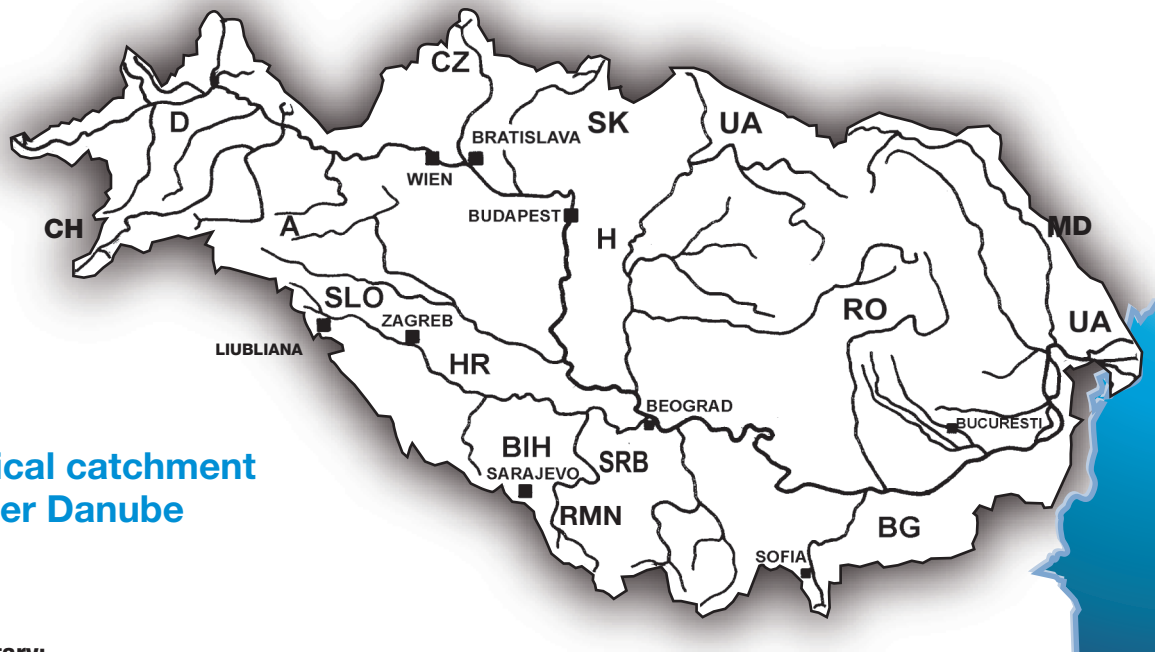 CZ
D
SK
UA
BRATISLAVA
WIEN
BUDAPEST
CH
A
H
MD
SLO
ZAGREB
RO
UA
LIUBLIANA
HR
BEOGRAD
BUCURESTI
BIH
SRB
SARAJEVO
ical catchment
er Danube
RMN
BG
SOFIA